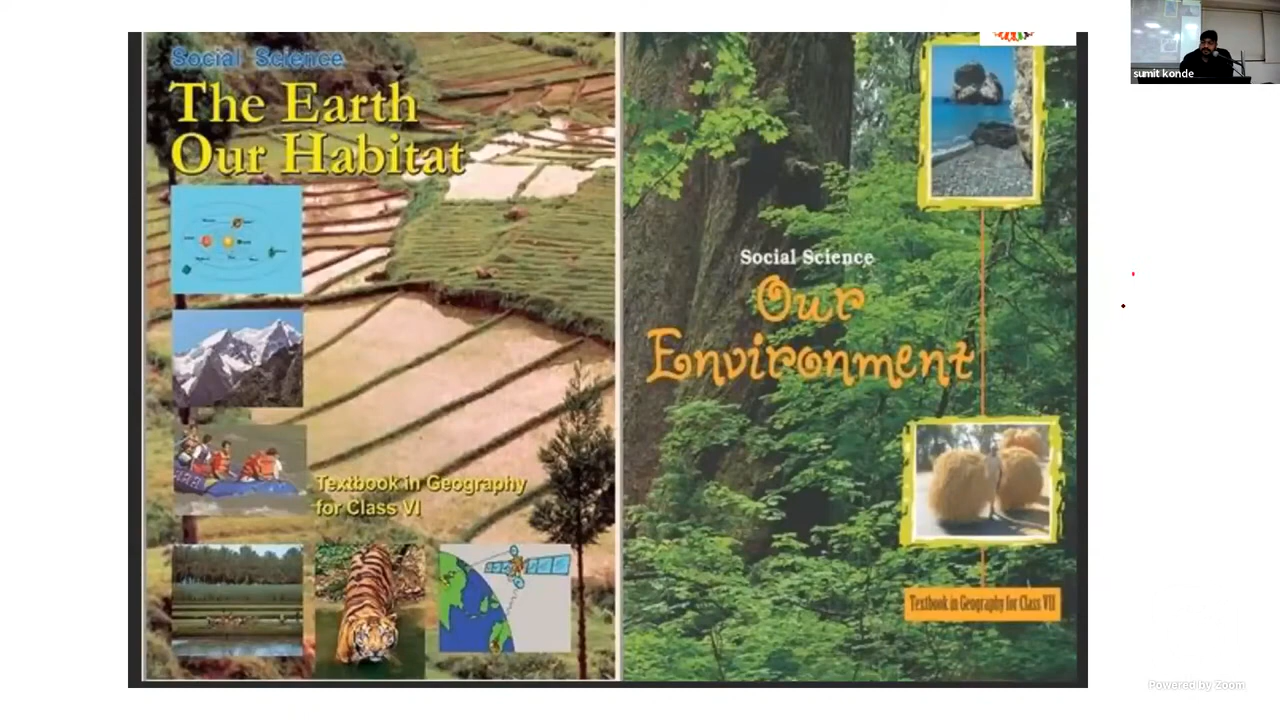 Social Science
The Earth
Our Habitat
Textbook in Geography
for Class VI
Social Science
Our
Environment
Textbook in Geography for Class VII
sumit konde
Powered by Zoom